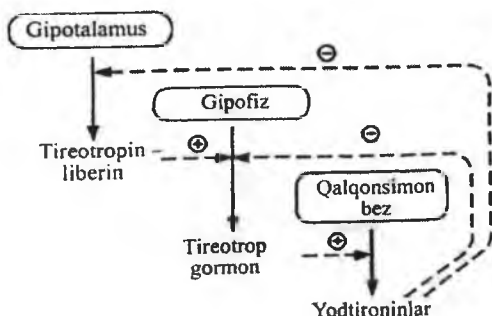 Gipotalamus
⊖
Gipofiz
⊕
⊖
Tireotropin
liberin
Qalqonsimon
bez
Tireotrop
gormon
⊕
Yodtironinlar